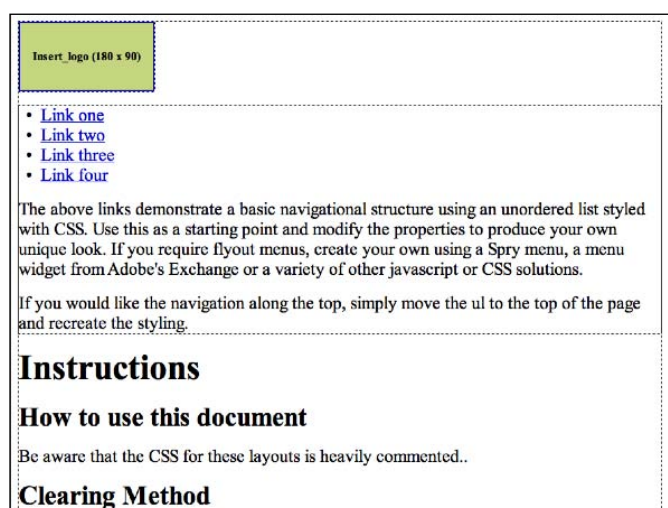 Insert_logo (180 x 90)
• Link one
• Link two
• Link three
• Link four
The above links demonstrate a basic navigational structure using an unordered list styled
with CSS. Use this as a starting point and modify the properties to produce your own
unique look. If you require flyout menus, create your own using a Spry menu, a menu
widget from Adobe's Exchange or a variety of other javascript or CSS solutions.
If you would like the navigation along the top, simply move the ul to the top of the page
and recreate the styling.
Instructions
How to use this document
Be aware that the CSS for these layouts is heavily commented..
Clearing Method